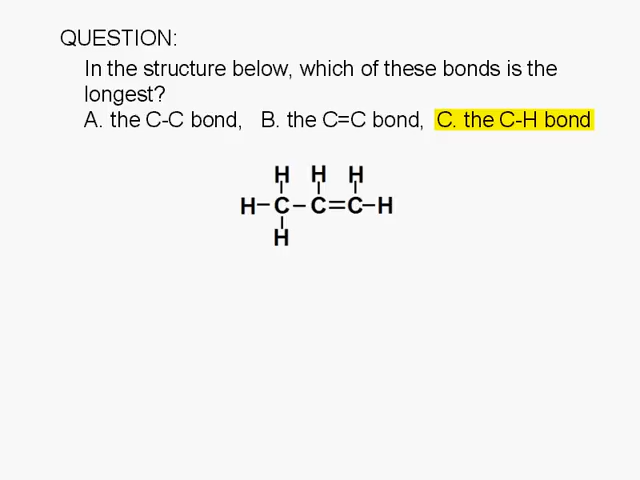 QUESTION:
In the structure below, which of these bonds is the
longest?
A. the C-C bond, B. the C=C bond, C. the C-H bond
H H H
H-C-C=C-H
H